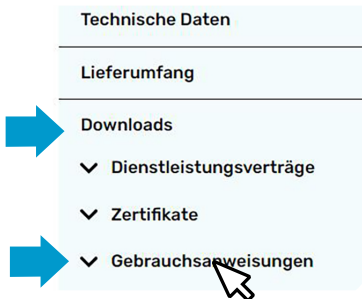 Technische Daten
Lieferumfang
Downloads
Dienstleistungsverträge
Zertifikate
Gebrauchsanweisungen